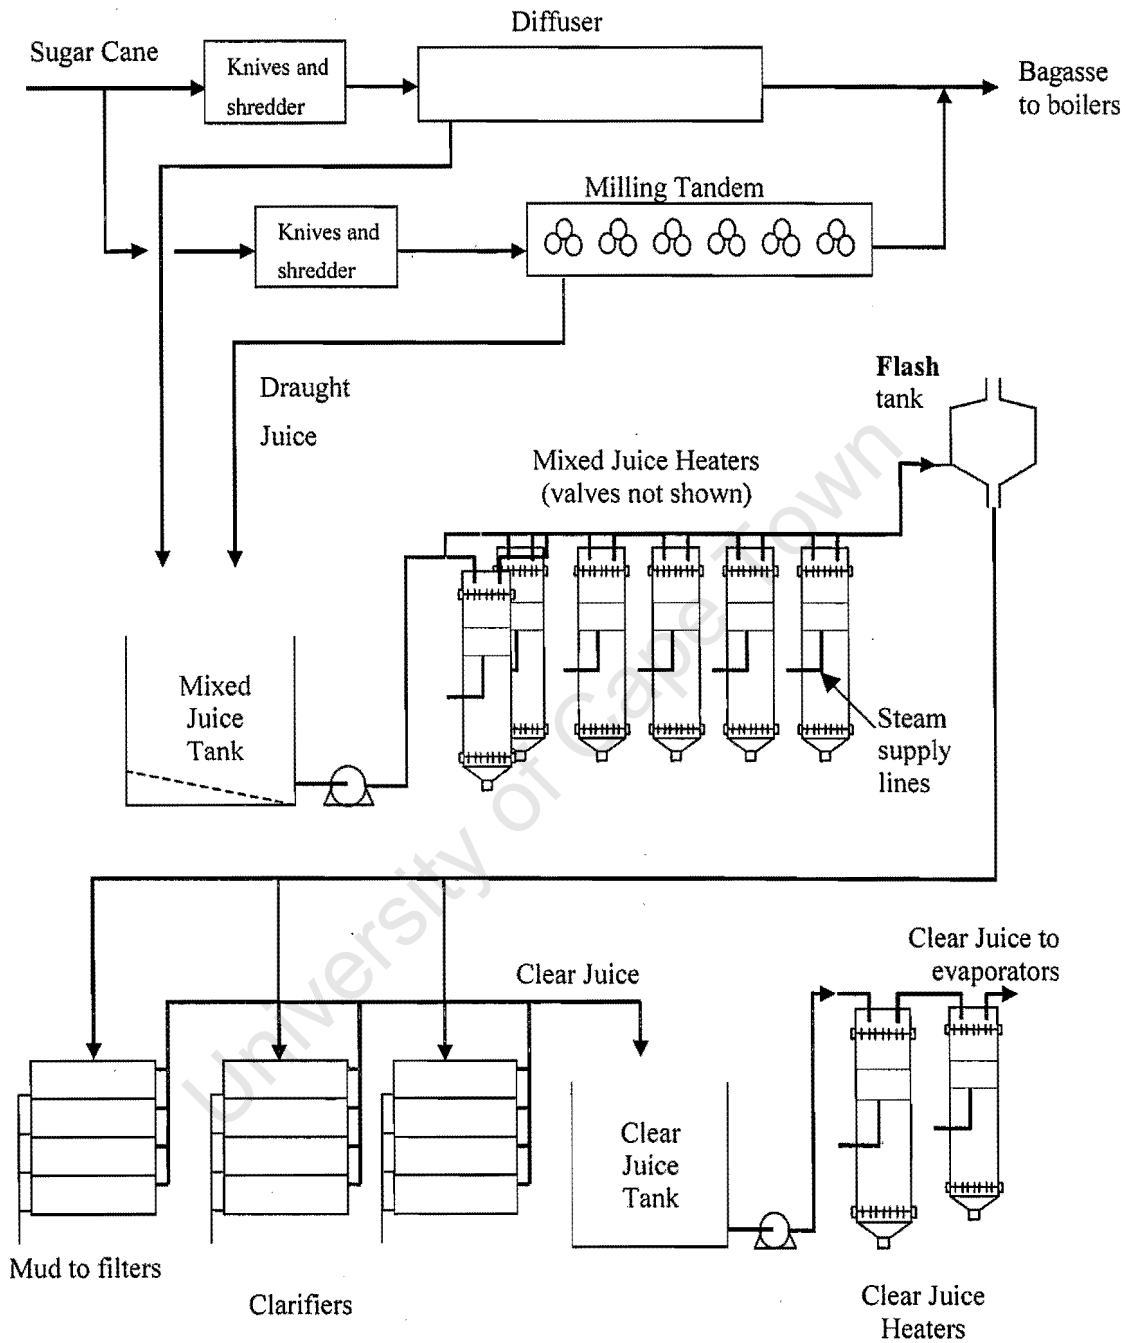 Diffuser
Sugar Cane
Knives and
shredder
Bagasse
to boilers
Milling Tandem
Knives and
shredder
Draught
Juice
Flash
tank
Mixed Juice Heaters
(valves not shown)
Mixed
Juice
Tank
Steam
supply
lines
Clear Juice
Clear Juice to
evaporators
Clear
Juice
Tank
Mud to filters
Clarifiers
Clear Juice
Heaters
University of Cape Town